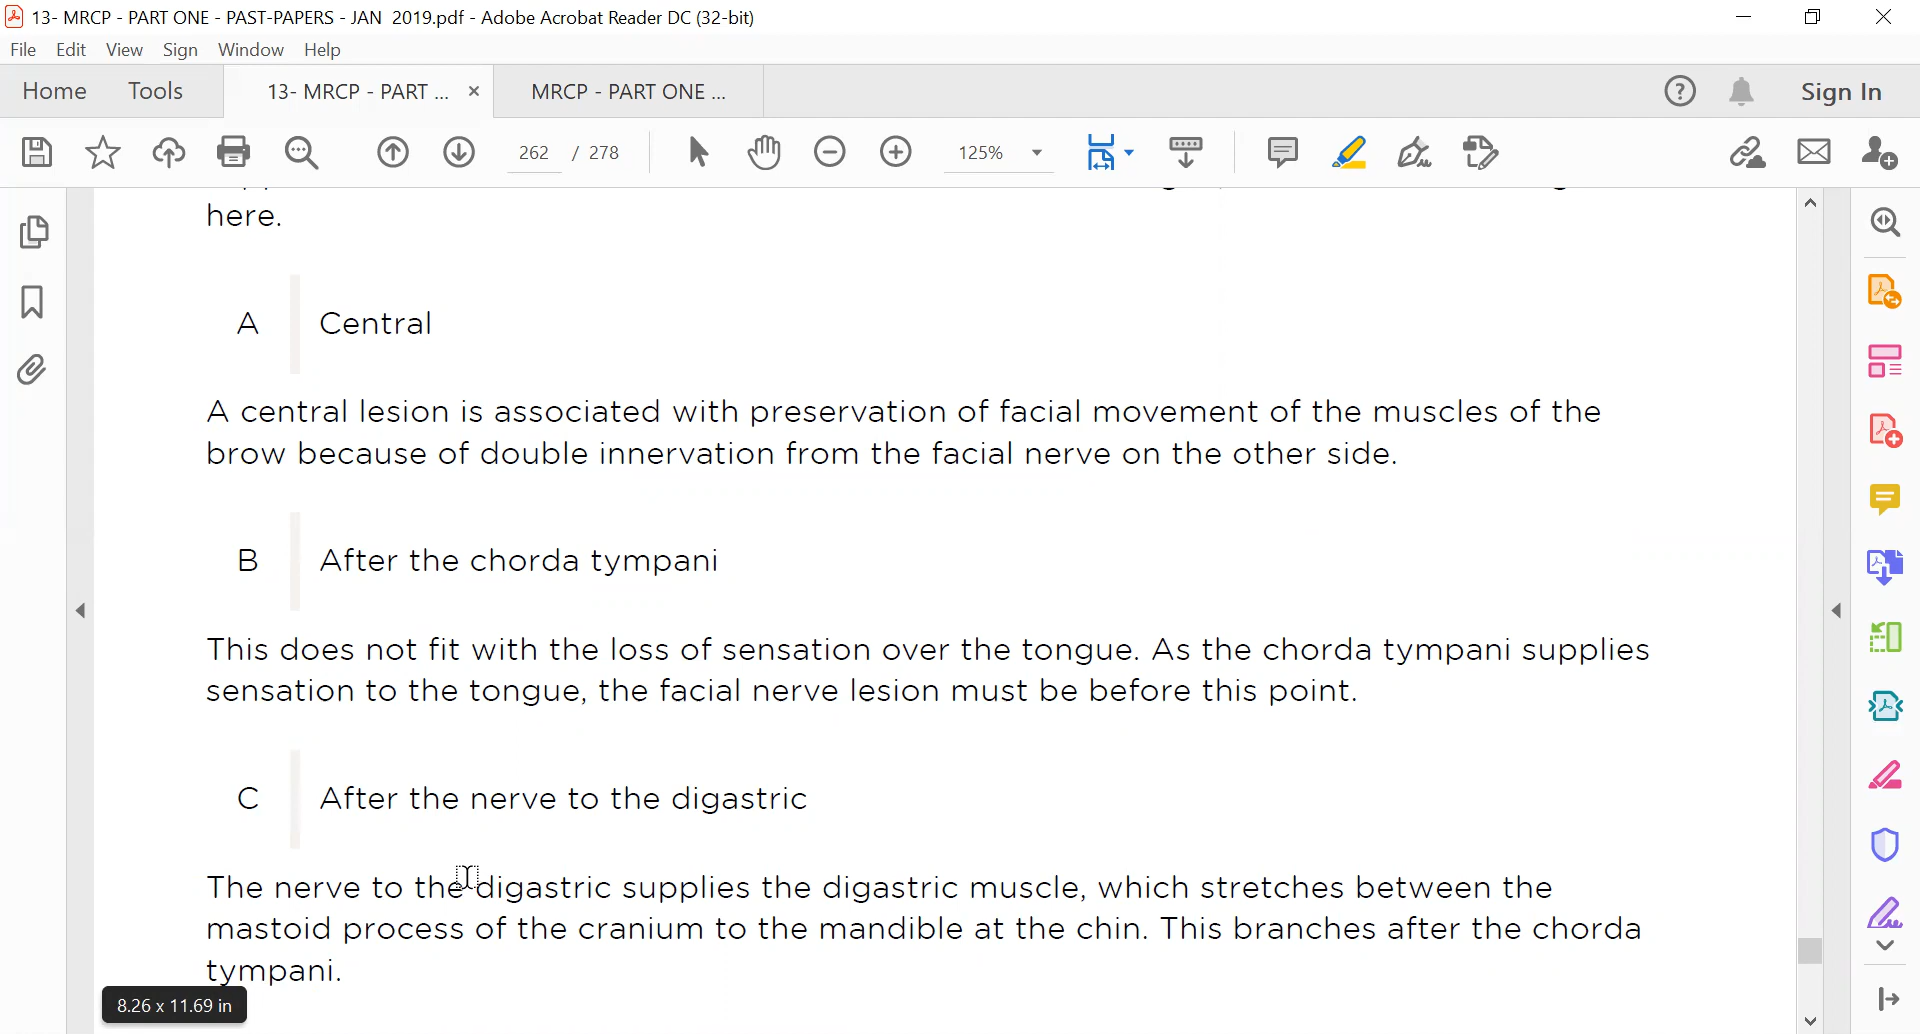 13- MRCP - PART ONE - PAST-PAPERS - JAN 2019.pdf - Adobe Acrobat Reader DC (32-bit)
File Edit View Sign Window Help
Home Tools 13- MRCP - PART ... × MRCP - PART ONE ... Sign In
262 / 278 125%
here.
A Central
A central lesion is associated with preservation of facial movement of the muscles of the
brow because of double innervation from the facial nerve on the other side.
B After the chorda tympani
This does not fit with the loss of sensation over the tongue. As the chorda tympani supplies
sensation to the tongue, the facial nerve lesion must be before this point.
C After the nerve to the digastric
The nerve to the digastric supplies the digastric muscle, which stretches between the
mastoid process of the cranium to the mandible at the chin. This branches after the chorda
tympani.
8.26 x 11.69 in